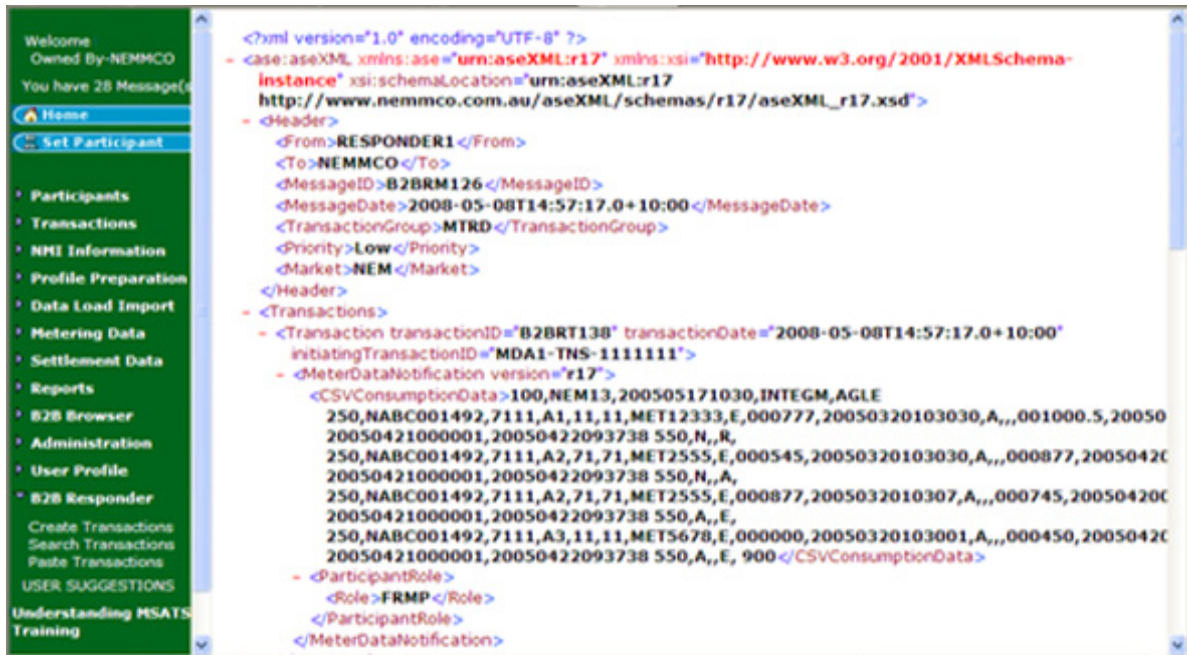 Welcome
Owned By-NEMMCO
You have 28 Message(s
Home
Set Participant
Participants
Transactions
NMI Information
Profile Preparation
Data Load Import
Metering Data
Settlement Data
Reports
B2B Browser
Administration
User Profile
B2B Responder
Create Transactions
Search Transactions
Paste Transactions
USER SUGGESTIONS
Understanding MSATS
Training
<?xml version="1.0" encoding="UTF-8" ?>
- <ase:aseXML xmlns:ase="urn:aseXML:r17" xmlns:xsi="http://www.w3.org/2001/XMLSchema-
instance" xsi:schemaLocation="urn:aseXML:r17
http://www.nemmco.com.au/aseXML/schemas/r17/aseXML_r17.xsd">
- <Header>
<From>RESPONDER1</From>
<To>NEMMCO</To>
<MessageID>B2BRM126</MessageID>
<MessageDate>2008-05-08T14:57:17.0+10:00</MessageDate>
<TransactionGroup>MTRD</TransactionGroup>
<Priority>Low</Priority>
<Market>NEM</Market>
</Header>
- <Transactions>
- <Transaction transactionID="B2BRT138" transactionDate="2008-05-08T14:57:17.0+10:00"
initiatingTransactionID="MDA1-TNS-1111111">
- <MeterDataNotification version="r17">
<CSVConsumptionData>100,NEM13,200505171030,INTEGM,AGLE
250,NABC001492,7111,A1,11,11,MET12333,E,000777,20050320103030,A,,,001000.5,20050
20050421000001,20050422093738 550,N,,R,
250,NABC001492,7111,A2,71,71,MET2555,E,000545,20050320103030,A,,,000877,2005042(
20050421000001,20050422093738 550,N,,A,
250,NABC001492,7111,A2,71,71,MET2555,E,000877,2005032010307,A,,,000745,200504200
20050421000001,20050422093738 550,A,,E,
250,NABC001492,7111,A3,11,11,MET5678,E,000000,20050320103001,A,,,000450,2005042(
20050421000001,20050422093738 550,A,,E, 900</CSVConsumptionData>
- <ParticipantRole>
<Role>FRMP</Role>
</ParticipantRole>
</MeterDataNotification>